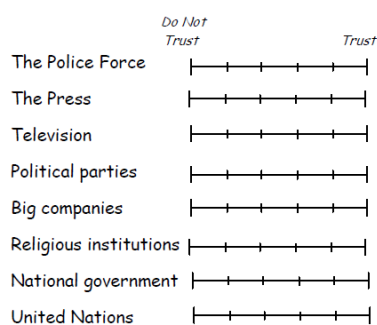 Do Not
Trust Trust
The Police Force
The Press
Television
Political parties
Big companies
Religious institutions
National government
United Nations